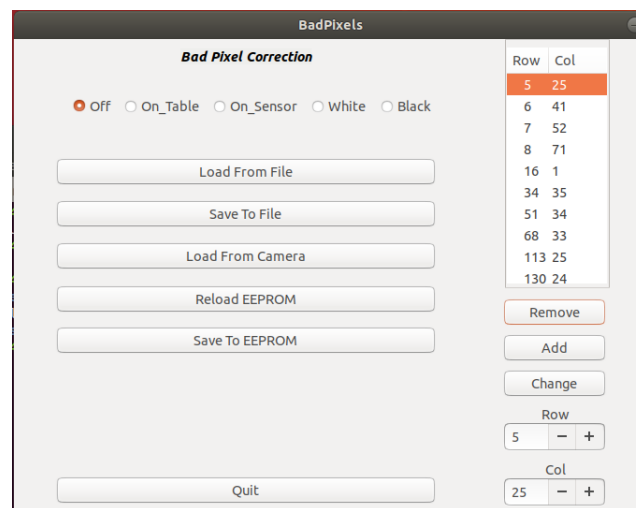 BadPixels
Bad Pixel Correction
Off On_Table On_Sensor White Black
Load From File
Save To File
Load From Camera
Reload EEPROM
Save To EEPROM
Quit
Row Col
5 25
6 41
7 52
8 71
16 1
34 35
51 34
68 33
113 25
130 24
Remove
Add
Change
Row
5 − +
Col
25 − +